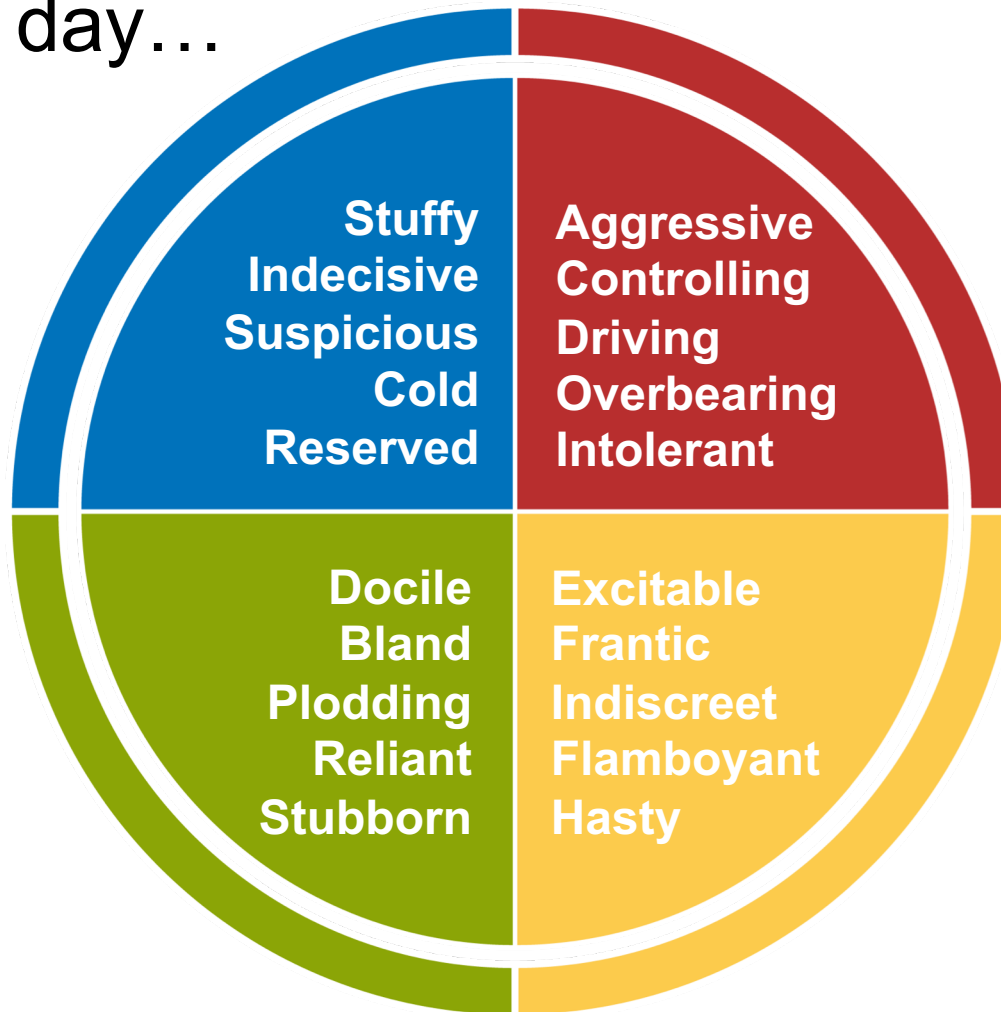 day…
Stuffy
Indecisive
Suspicious
Cold
Reserved
Aggressive
Controlling
Driving
Overbearing
Intolerant
Docile
Bland
Plodding
Reliant
Stubborn
Excitable
Frantic
Indiscreet
Flamboyant
Hasty